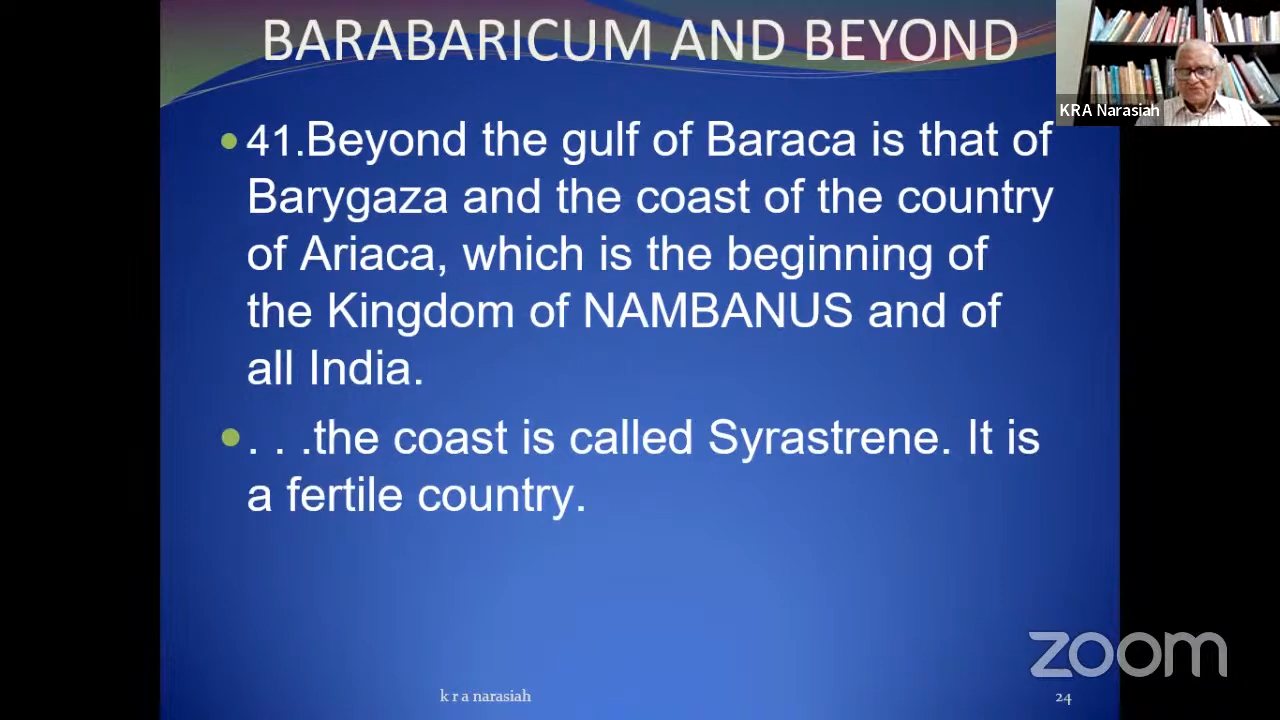 BARABARICUM AND BEYOND
KRA Narasiah
41.Beyond the gulf of Baraca is that of
Barygaza and the coast of the country
of Ariaca, which is the beginning of
the Kingdom of NAMBANUS and of
all India.
. . .the coast is called Syrastrene. It is
a fertile country.
zoom
k r a narasiah
24